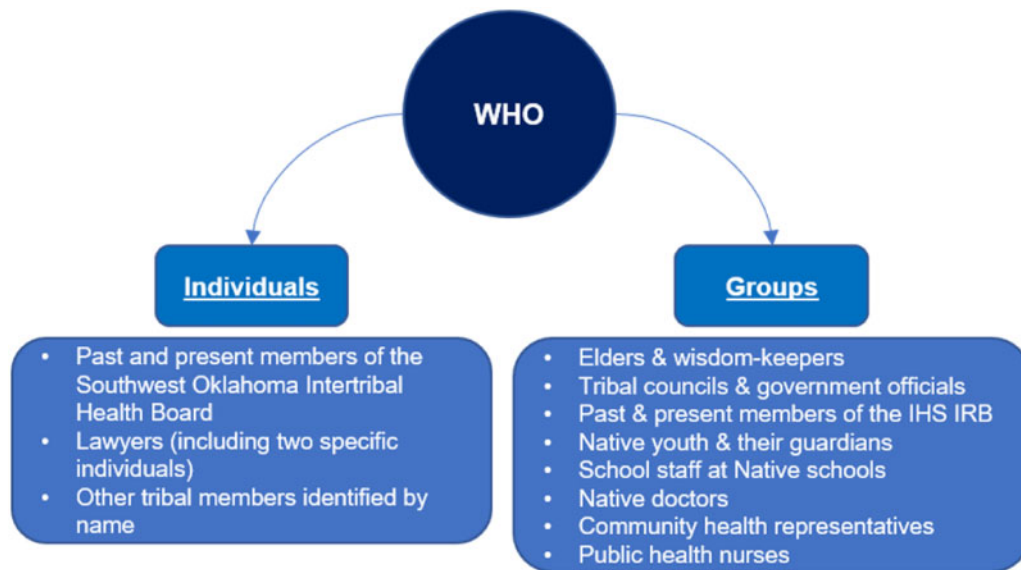 WHO
Individuals
• Past and present members of the
Southwest Oklahoma Intertribal
Health Board
• Lawyers (including two specific
individuals)
• Other tribal members identified by
name
Groups
• Elders & wisdom-keepers
• Tribal councils & government officials
• Past & present members of the IHS IRB
• Native youth & their guardians
• School staff at Native schools
• Native doctors
• Community health representatives
• Public health nurses